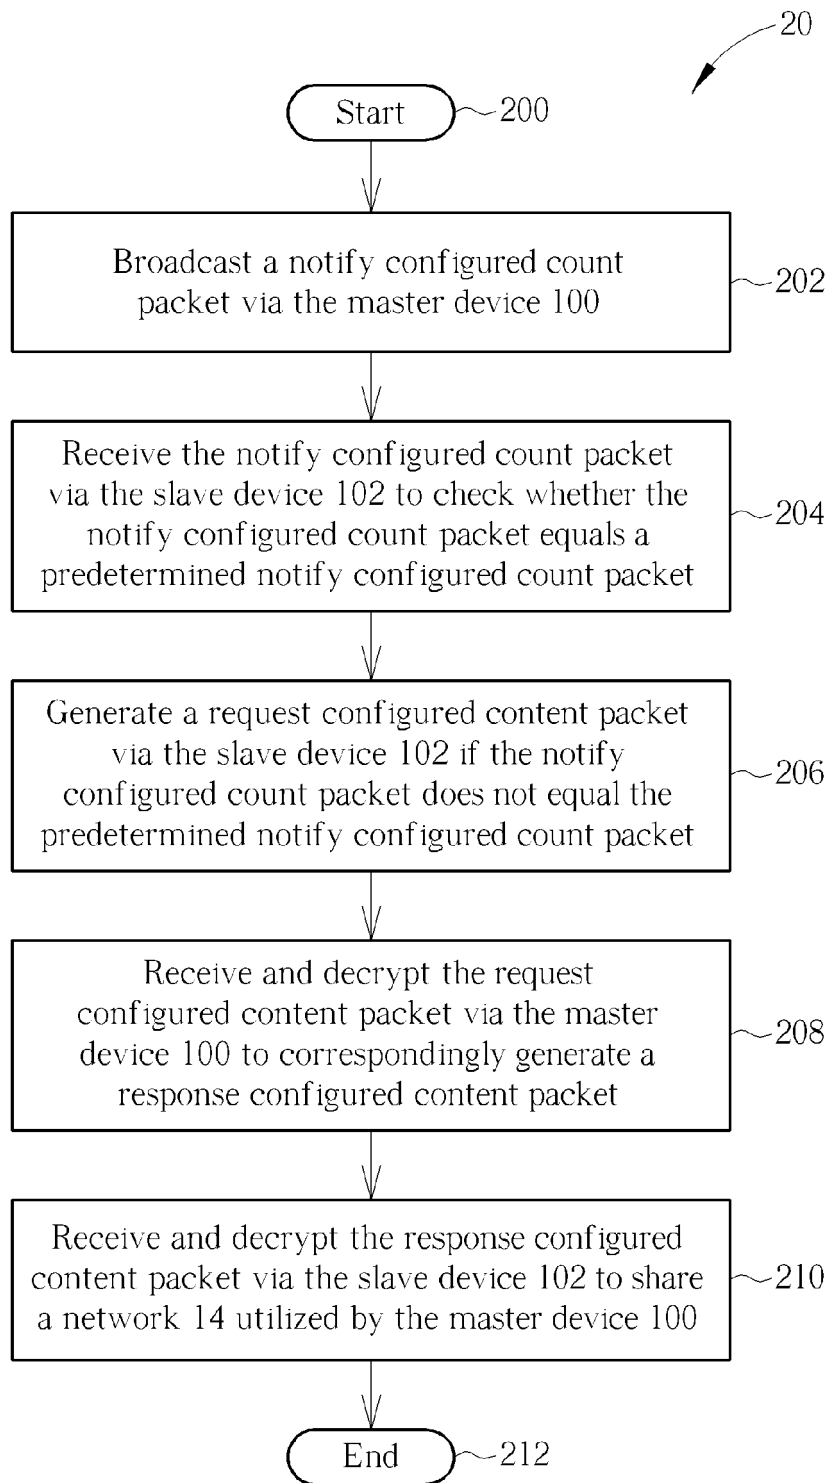 20
Start
200
Broadcast a notify configured count
packet via the master device 100
202
Receive the notify configured count packet
via the slave device 102 to check whether the
notify configured count packet equals a
predetermined notify configured count packet
204
Generate a request configured content packet
via the slave device 102 if the notify
configured count packet does not equal the
predetermined notify configured count packet
206
Receive and decrypt the request
configured content packet via the master
device 100 to correspondingly generate a
response configured content packet
208
Receive and decrypt the response configured
content packet via the slave device 102 to share
a network 14 utilized by the master device 100
210
End
212